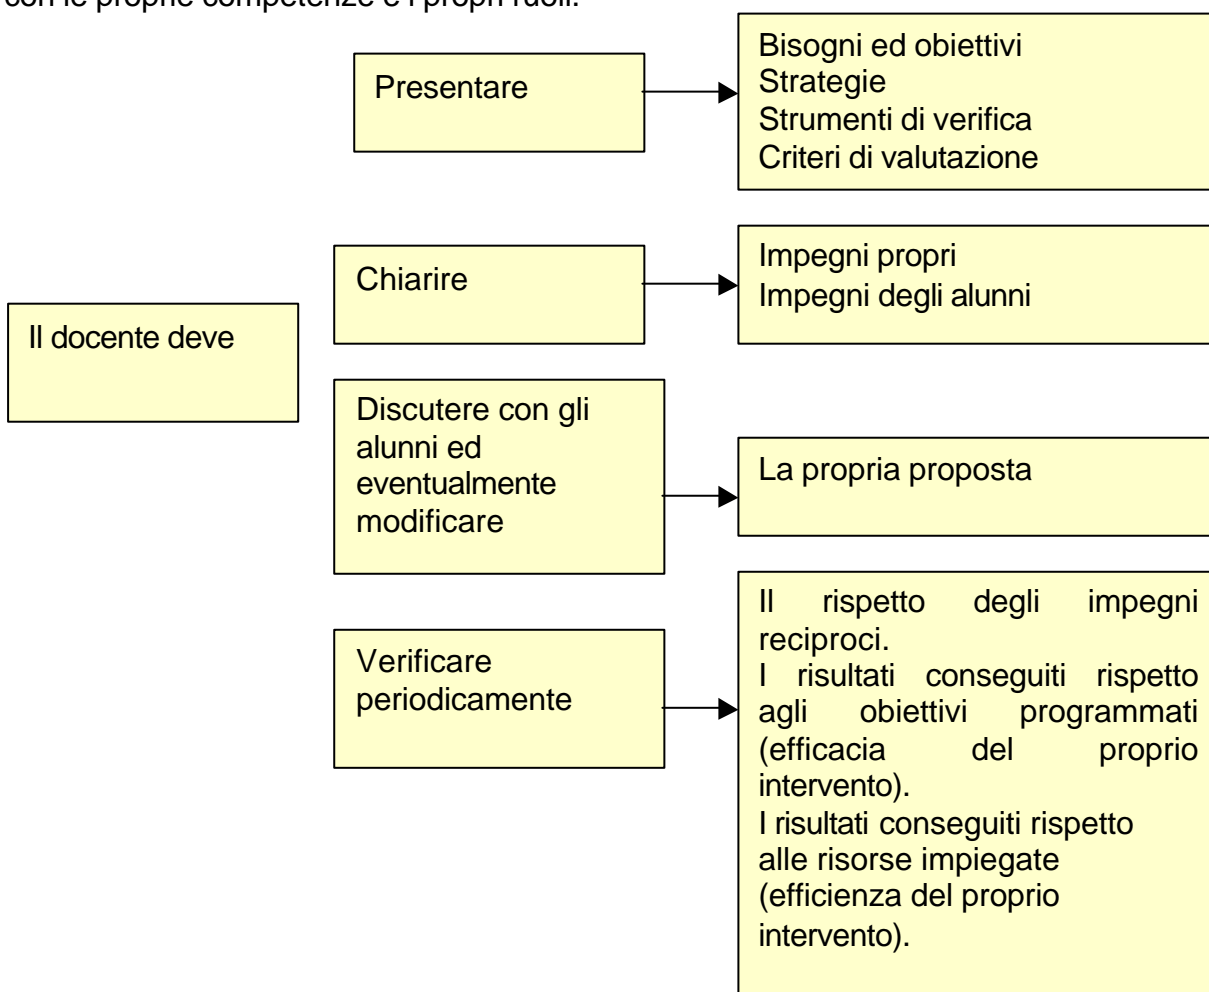 con le proprie competenze e i propri ruoli.
Presentare
Bisogni ed obiettivi
Strategie
Strumenti di verifica
Criteri di valutazione
Chiarire
Impegni propri
Impegni degli alunni
Il docente deve
Discutere con gli
alunni ed
eventualmente
modificare
La propria proposta
Verificare
periodicamente
Il rispetto degli impegni
reciproci.
I risultati conseguiti rispetto
agli obiettivi programmati
(efficacia del proprio
intervento).
I risultati conseguiti rispetto
alle risorse impiegate
(efficienza del proprio
intervento).